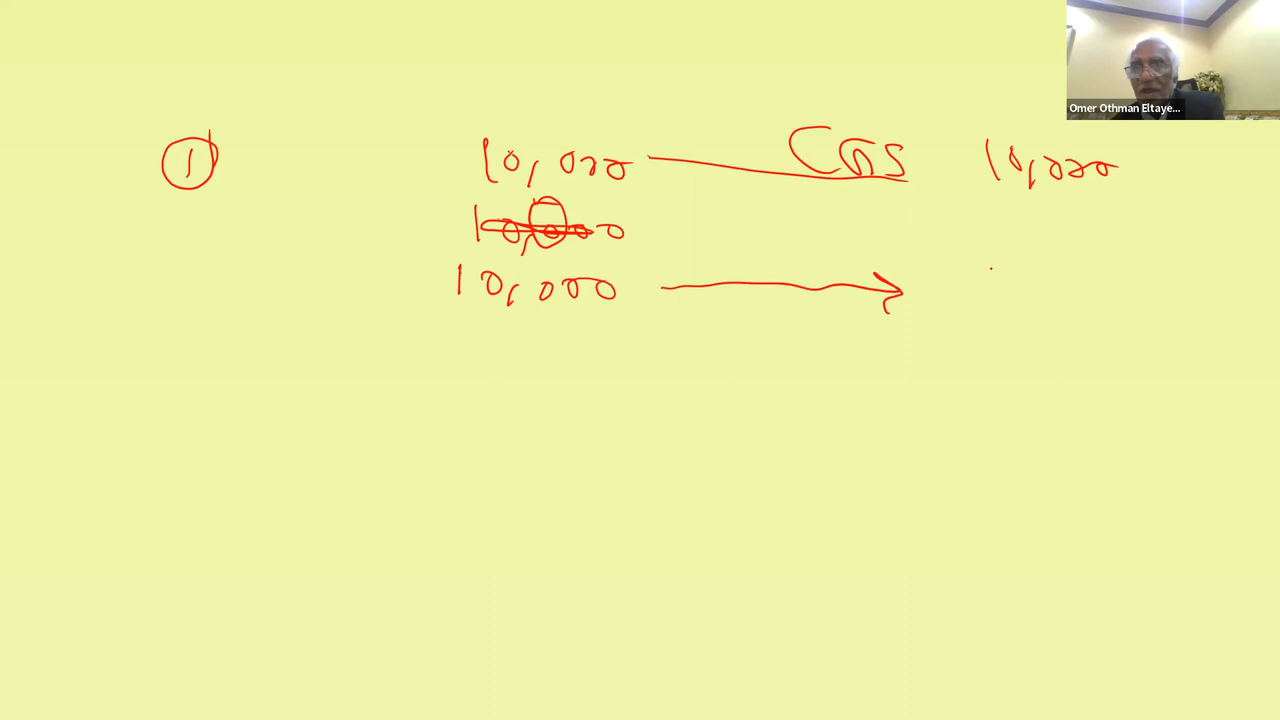 Omer Othman Eltaye...
① 10,000 CGS 10,000
10,000
10,000